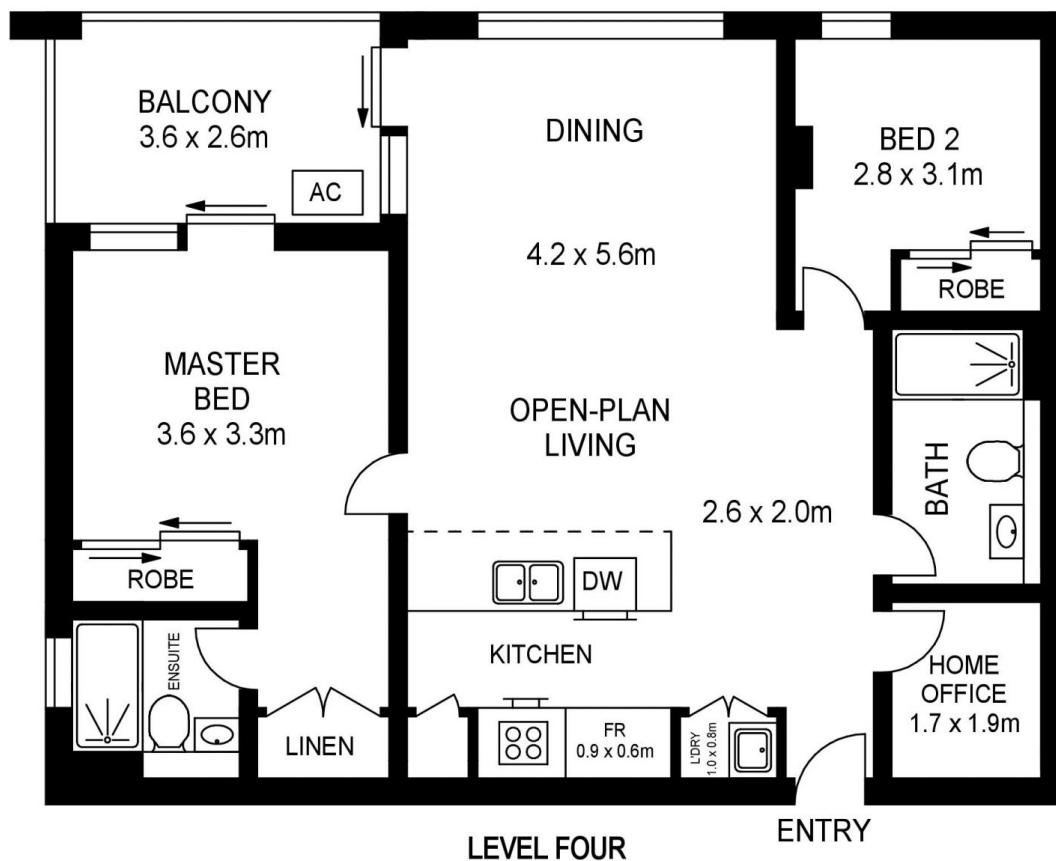 BALCONY
3.6 x 2.6m
AC
DINING
4.2 x 5.6m
BED 2
2.8 x 3.1m
ROBE
MASTER
BED
3.6 x 3.3m
OPEN-PLAN
LIVING
2.6 x 2.0m
BATH
ROBE
DW
ENSUITE
KITCHEN
HOME
OFFICE
1.7 x 1.9m
LINEN
FR
0.9 x 0.6m
L'DRY
1.0 x 0.8m
ENTRY
LEVEL FOUR